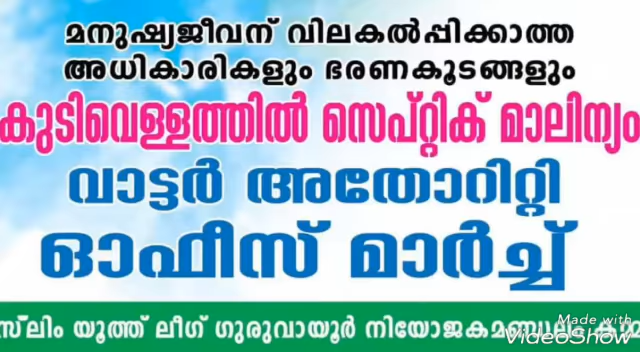 മനുഷ്യജീവന് വിലകൽപ്പിക്കാത്ത
അധികാരികളും ഭരണകൂടങ്ങളും
കുടിവെള്ളത്തിൽ സെപ്റ്റിക് മാലിന്യം
വാട്ടർ അതോറിറ്റി
ഓഫീസ് മാർച്ച്
യൂത്ത് ലീഗ് ഗുരുവായൂർ നിയോജകമണ്ഡലം
Made with
VideoShow